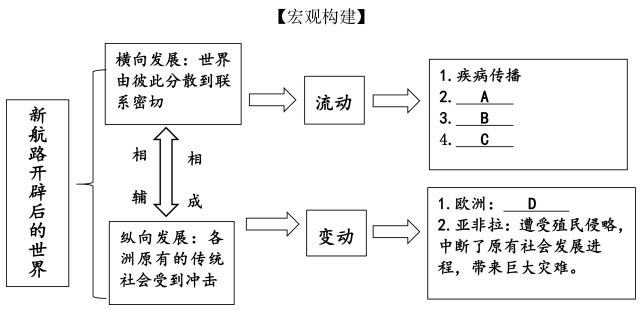 【宏观构建】
新航路开辟后的世界
横向发展：世界
由彼此分散到联
系密切
相 相
辅 成
纵向发展：各
洲原有的传统
社会受到冲击
流动
变动
1. 疾病传播
2. A
3. B
4. C
1. 欧洲： D
2. 亚非拉：遭受殖民侵略，
中断了原有社会发展进
程，带来巨大灾难。